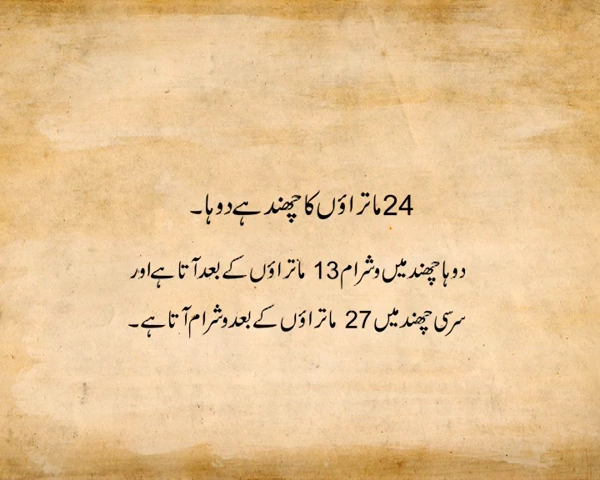 24 ماتراؤں کا چھند ہے دوہا۔
دوہا چھند میں وشرام 13 ماتراؤں کے بعد آتا ہے اور
سرسی چھند میں 27 ماتراؤں کے بعد وشرام آتا ہے۔